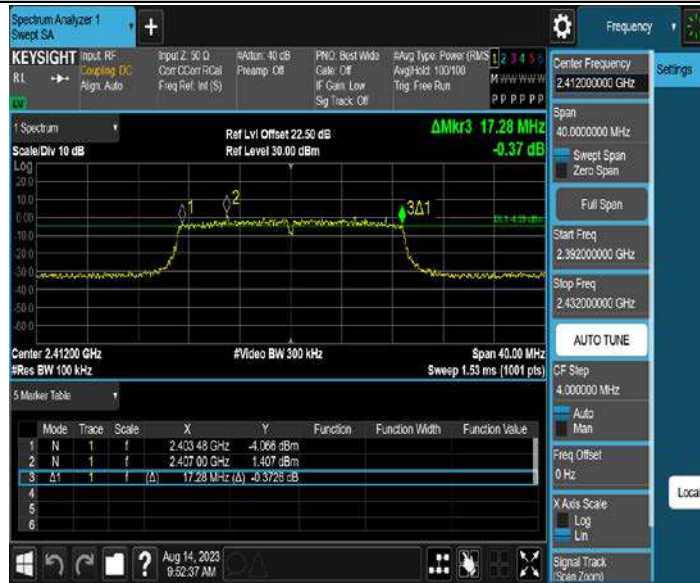 Spectrum Analyzer 1
Swept SA
+
Frequency
KEYSIGHT
RL
LXI
Input: RF
Coupling: DC
Align: Auto
Input Z: 50 Ω
Corr CCorr RCal
Freq Ref: Int (S)
#Atten: 40 dB
Preamp: Off
PNO: Best Wide
Gate: Off
IF Gain: Low
Sig Track: Off
#Avg Type: Power (RMS
Avg|Hold: 100/100
Trig: Free Run
1 2 3 4 5 6
M W W W W W
P P P P P P
Center Frequency
2.412000000 GHz
Settings
Span
40.0000000 MHz
Swept Span
Zero Span
Full Span
Start Freq
2.392000000 GHz
Stop Freq
2.432000000 GHz
AUTO TUNE
CF Step
4.000000 MHz
Auto
Man
Freq Offset
0 Hz
X Axis Scale
Log
Lin
Local
Signal Track
(Span Zoom)
1 Spectrum
Scale/Div 10 dB
Ref Lvl Offset 22.50 dB
Ref Level 30.00 dBm
ΔMkr3 17.28 MHz
-0.37 dB
Log
20.0
10.0
0.00
-10.0
-20.0
-30.0
-40.0
-50.0
-60.0
1
2
3Δ1
Center 2.41200 GHz
#Res BW 100 kHz
#Video BW 300 kHz
Span 40.00 MHz
Sweep 1.53 ms (1001 pts)
5 Marker Table
Mode Trace Scale X Y Function Function Width Function Value
1 N 1 f 2.403 48 GHz -4.066 dBm
2 N 1 f 2.407 00 GHz 1.407 dBm
3 Δ1 1 f (Δ) 17.28 MHz (Δ) -0.3726 dB
4
5
6
?
Aug 14, 2023
9:52:37 AM